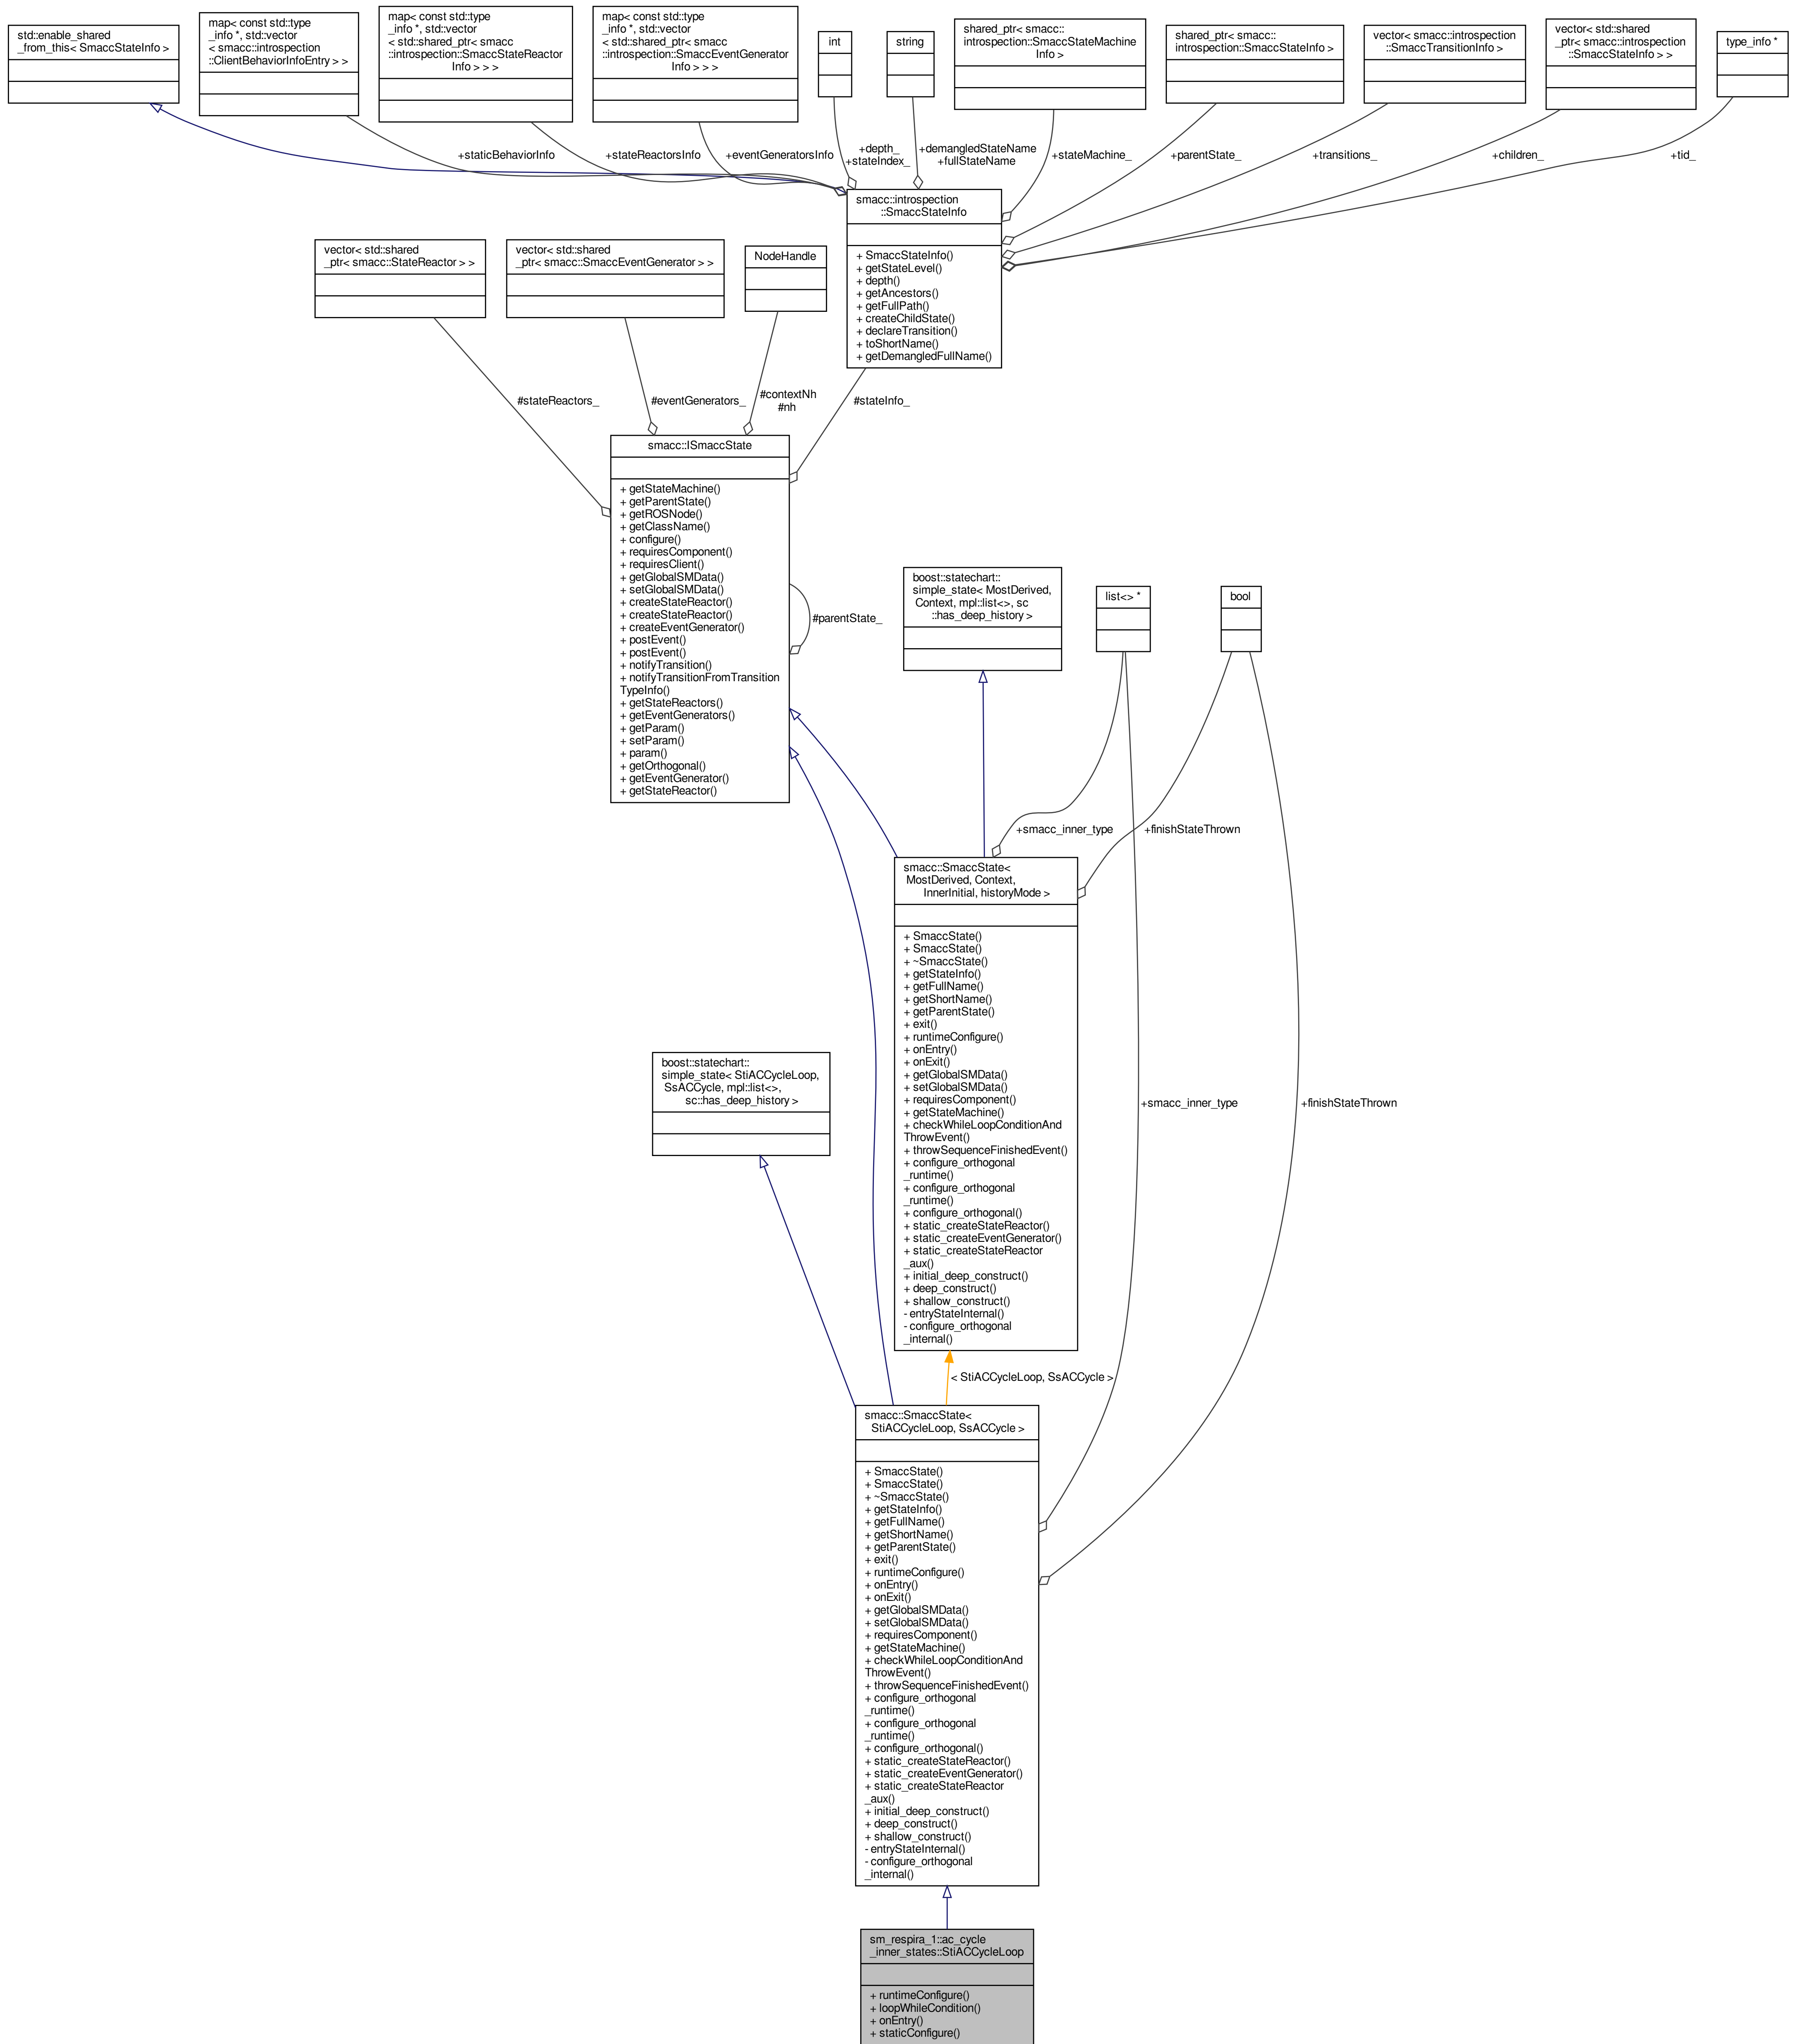 std::enable_shared
_from_this< SmaccStateInfo >
map< const std::type
_info *, std::vector
< smacc::introspection
::ClientBehaviorInfoEntry > >
map< const std::type
_info *, std::vector
< std::shared_ptr< smacc
::introspection::SmaccStateReactor
Info > > >
map< const std::type
_info *, std::vector
< std::shared_ptr< smacc
::introspection::SmaccEventGenerator
Info > > >
int
string
shared_ptr< smacc::
introspection::SmaccStateMachine
Info >
shared_ptr< smacc::
introspection::SmaccStateInfo >
vector< smacc::introspection
::SmaccTransitionInfo >
vector< std::shared
_ptr< smacc::introspection
::SmaccStateInfo > >
type_info *
+staticBehaviorInfo
+stateReactorsInfo
+eventGeneratorsInfo
+depth_
+stateIndex_
+demangledStateName
+fullStateName
+stateMachine_
+parentState_
+transitions_
+children_
+tid_
smacc::introspection
::SmaccStateInfo
+ SmaccStateInfo()
+ getStateLevel()
+ depth()
+ getAncestors()
+ getFullPath()
+ createChildState()
+ declareTransition()
+ toShortName()
+ getDemangledFullName()
vector< std::shared
_ptr< smacc::StateReactor > >
vector< std::shared
_ptr< smacc::SmaccEventGenerator > >
NodeHandle
#stateReactors_
#eventGenerators_
#contextNh
#nh
#stateInfo_
smacc::ISmaccState
+ getStateMachine()
+ getParentState()
+ getROSNode()
+ getClassName()
+ configure()
+ requiresComponent()
+ requiresClient()
+ getGlobalSMData()
+ setGlobalSMData()
+ createStateReactor()
+ createStateReactor()
+ createEventGenerator()
+ postEvent()
+ postEvent()
+ notifyTransition()
+ notifyTransitionFromTransition
TypeInfo()
+ getStateReactors()
+ getEventGenerators()
+ getParam()
+ setParam()
+ param()
+ getOrthogonal()
+ getEventGenerator()
+ getStateReactor()
#parentState_
boost::statechart::
simple_state< MostDerived,
Context, mpl::list<>, sc
::has_deep_history >
list<> *
bool
+smacc_inner_type
+finishStateThrown
smacc::SmaccState<
MostDerived, Context,
InnerInitial, historyMode >
+ SmaccState()
+ SmaccState()
+ ~SmaccState()
+ getStateInfo()
+ getFullName()
+ getShortName()
+ getParentState()
+ exit()
+ runtimeConfigure()
+ onEntry()
+ onExit()
+ getGlobalSMData()
+ setGlobalSMData()
+ requiresComponent()
+ getStateMachine()
+ checkWhileLoopConditionAnd
ThrowEvent()
+ throwSequenceFinishedEvent()
+ configure_orthogonal
_runtime()
+ configure_orthogonal
_runtime()
+ configure_orthogonal()
+ static_createStateReactor()
+ static_createEventGenerator()
+ static_createStateReactor
_aux()
+ initial_deep_construct()
+ deep_construct()
+ shallow_construct()
- entryStateInternal()
- configure_orthogonal
_internal()
boost::statechart::
simple_state< StiACCycleLoop,
SsACCycle, mpl::list<>,
sc::has_deep_history >
+smacc_inner_type
+finishStateThrown
< StiACCycleLoop, SsACCycle >
smacc::SmaccState<
StiACCycleLoop, SsACCycle >
+ SmaccState()
+ SmaccState()
+ ~SmaccState()
+ getStateInfo()
+ getFullName()
+ getShortName()
+ getParentState()
+ exit()
+ runtimeConfigure()
+ onEntry()
+ onExit()
+ getGlobalSMData()
+ setGlobalSMData()
+ requiresComponent()
+ getStateMachine()
+ checkWhileLoopConditionAnd
ThrowEvent()
+ throwSequenceFinishedEvent()
+ configure_orthogonal
_runtime()
+ configure_orthogonal
_runtime()
+ configure_orthogonal()
+ static_createStateReactor()
+ static_createEventGenerator()
+ static_createStateReactor
_aux()
+ initial_deep_construct()
+ deep_construct()
+ shallow_construct()
- entryStateInternal()
- configure_orthogonal
_internal()
sm_respira_1::ac_cycle
_inner_states::StiACCycleLoop
+ runtimeConfigure()
+ loopWhileCondition()
+ onEntry()
+ staticConfigure()